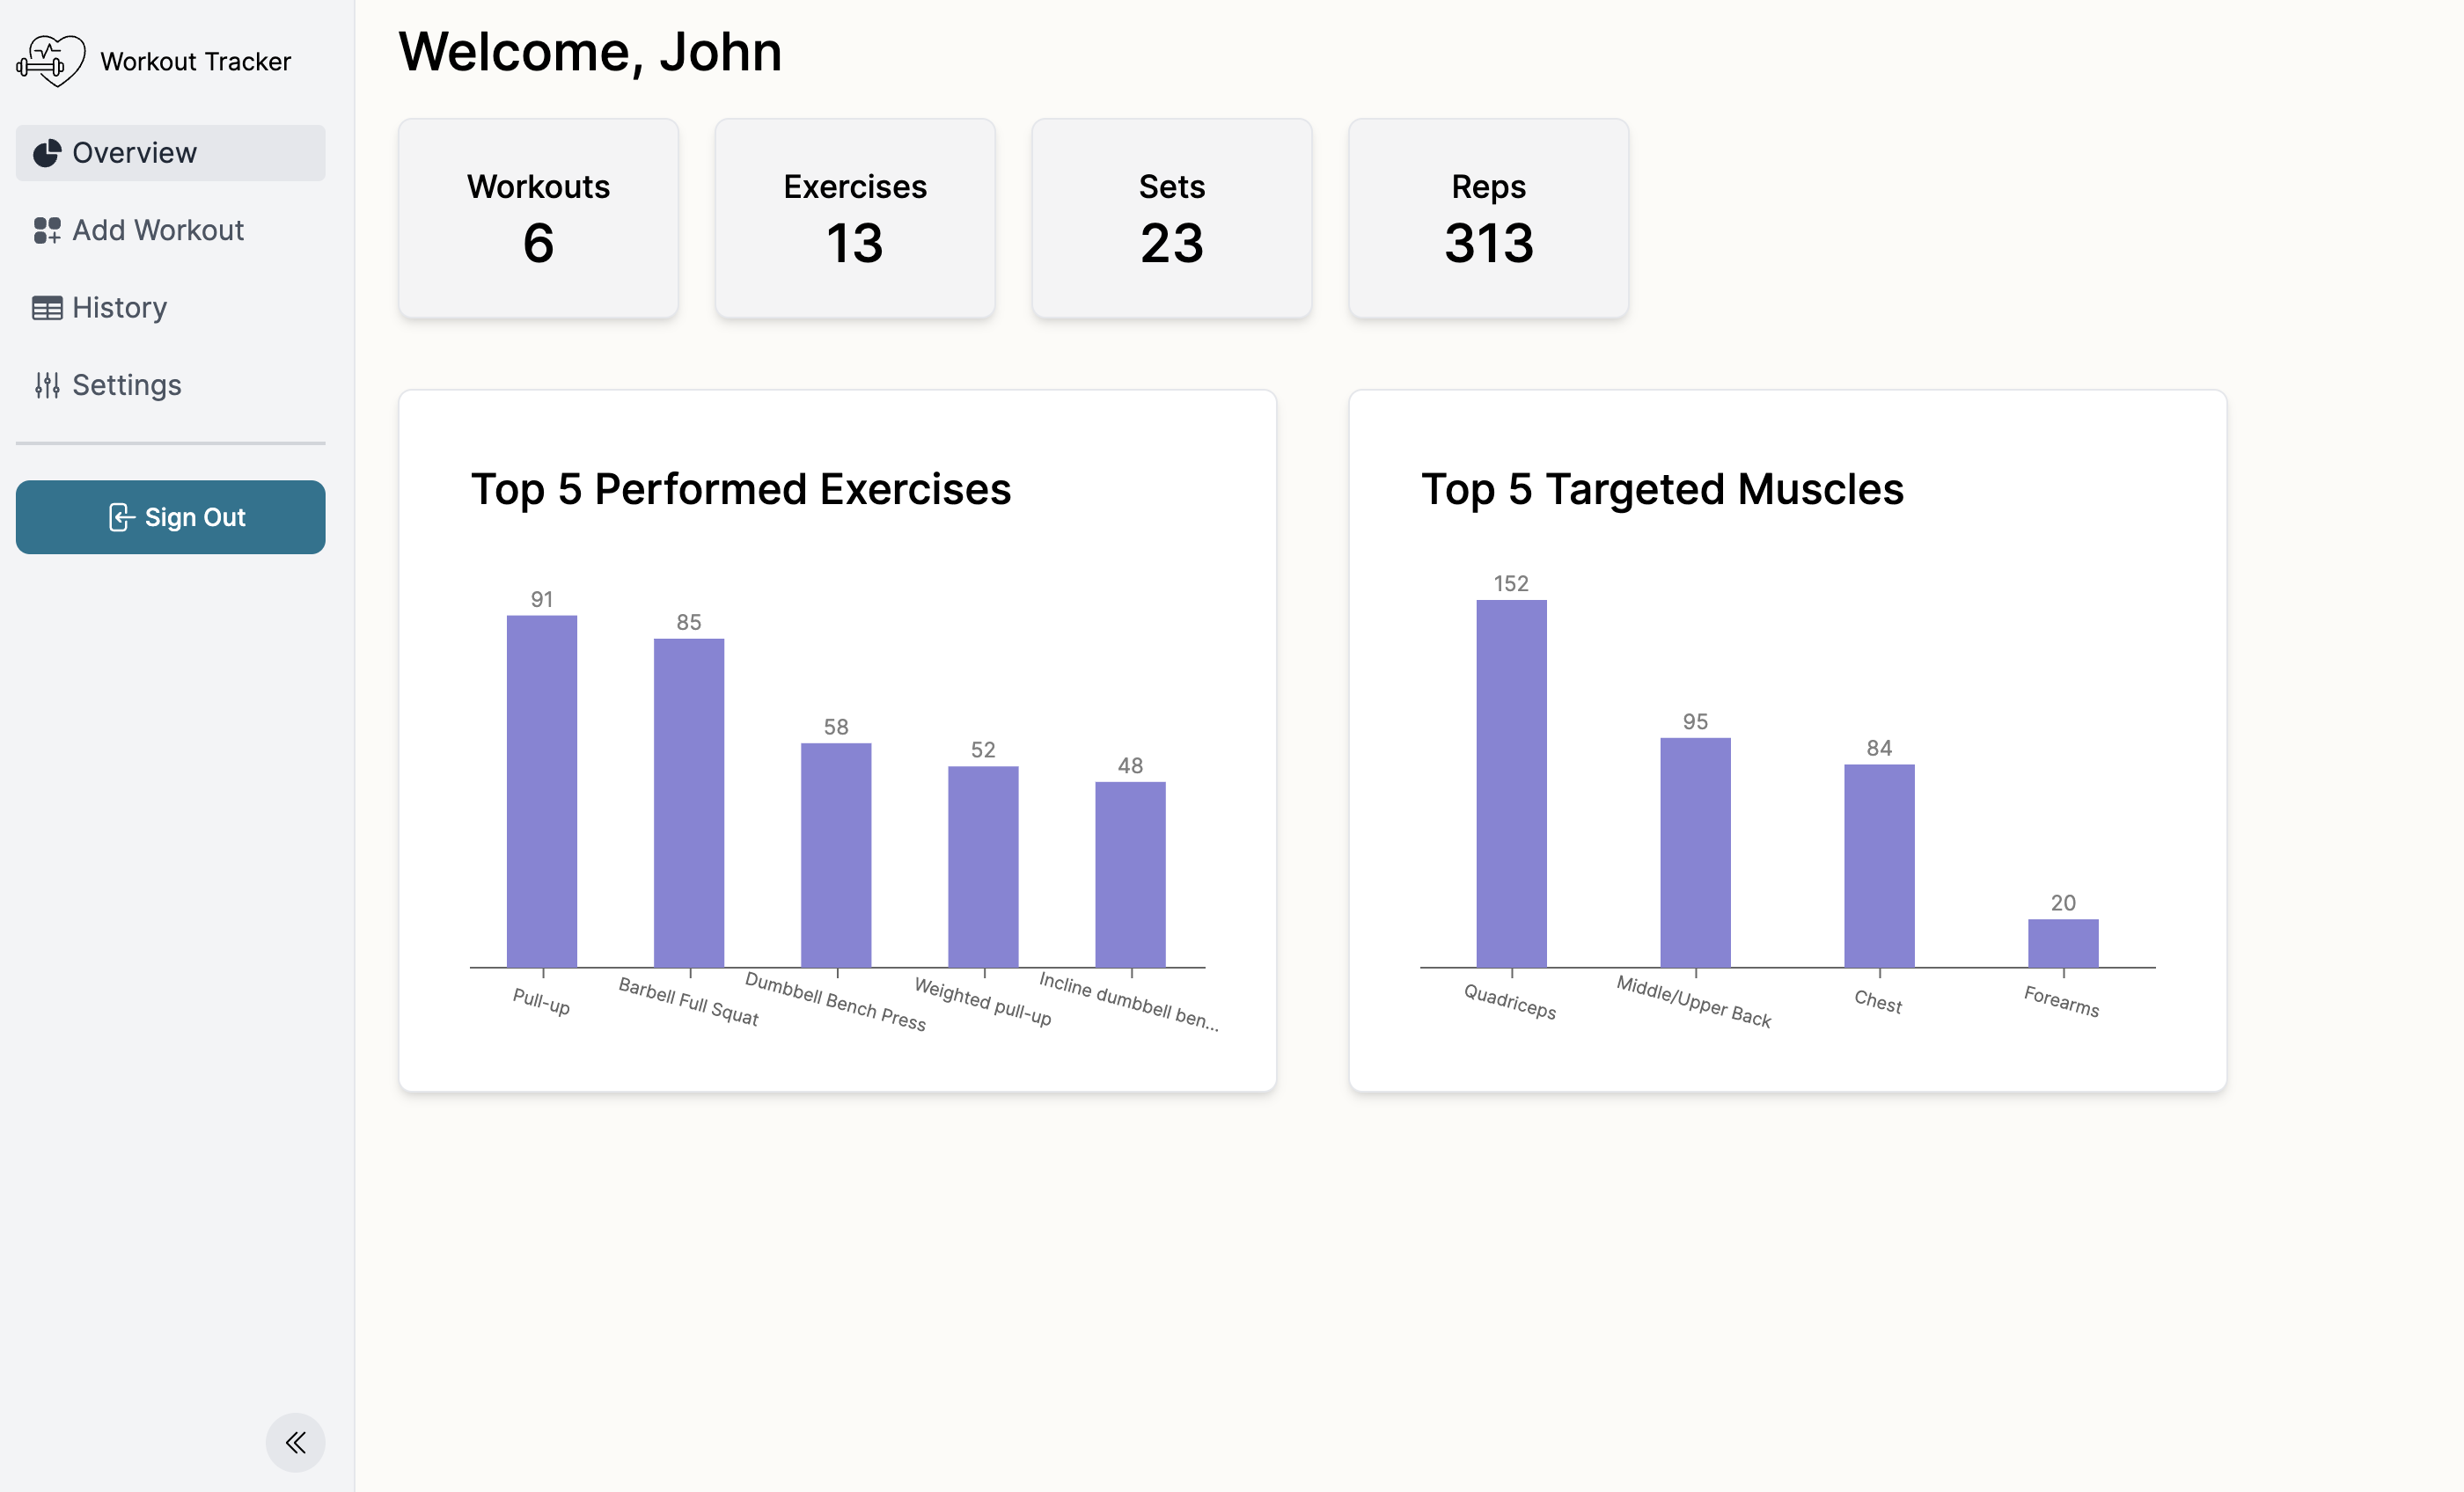 Workout Tracker
Overview
Add Workout
History
Settings
Sign Out
Welcome, John
Workouts
6
Exercises
13
Sets
23
Reps
313
Top 5 Performed Exercises
91
85
58
52
48
Pull-up
Barbell Full Squat
Dumbbell Bench Press
Weighted pull-up
Incline dumbbell ben...
Top 5 Targeted Muscles
152
95
84
20
Quadriceps
Middle/Upper Back
Chest
Forearms